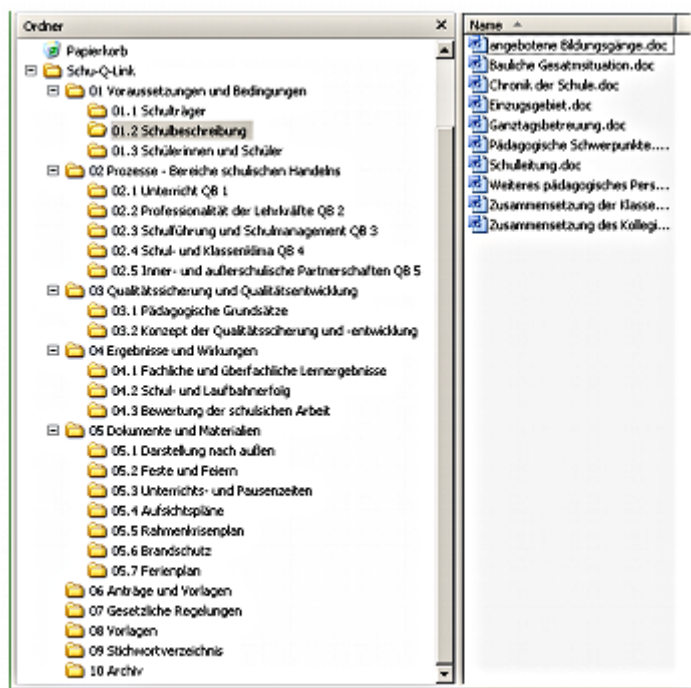 Ordner
Papierkorb
Schu-Q-Link
01 Voraussetzungen und Bedingungen
01.1 Schulträger
01.2 Schulbeschreibung
01.3 Schülerinnen und Schüler
02 Prozesse - Bereiche schulischen Handelns
02.1 Unterricht QB 1
02.2 Professionalität der Lehrkräfte QB 2
02.3 Schulführung und Schulmanagement QB 3
02.4 Schul- und Klassenklima QB 4
02.5 Inner- und außerschulische Partnerschaften QB 5
03 Qualitätssicherung und Qualitätsentwicklung
03.1 Pädagogische Grundsätze
03.2 Konzept der Qualitätssciherung und -entwicklung
04 Ergebnisse und Wirkungen
04.1 Fachliche und überfachliche Lernergebnisse
04.2 Schul- und Laufbahnerfolg
04.3 Bewertung der schulsichen Arbeit
05 Dokumente und Materialien
05.1 Darstellung nach außen
05.2 Feste und Feiern
05.3 Unterrichts- und Pausenzeiten
05.4 Aufsichtspläne
05.5 Rahmenkrisenplan
05.6 Brandschutz
05.7 Ferienplan
06 Anträge und Vorlagen
07 Gesetzliche Regelungen
08 Vorlagen
09 Stichwortverzeichnis
10 Archiv
Name
angebotene Bildungsgänge.doc
Bauliche Gesatmsituation.doc
Chronik der Schule.doc
Einzugsgebiet.doc
Ganztagsbetreuung.doc
Pädagogische Schwerpunkte....
Schulleitung.doc
Weiteres pädagogisches Pers...
Zusammensetzung der Klasse...
Zusammensetzung des Kollegi...